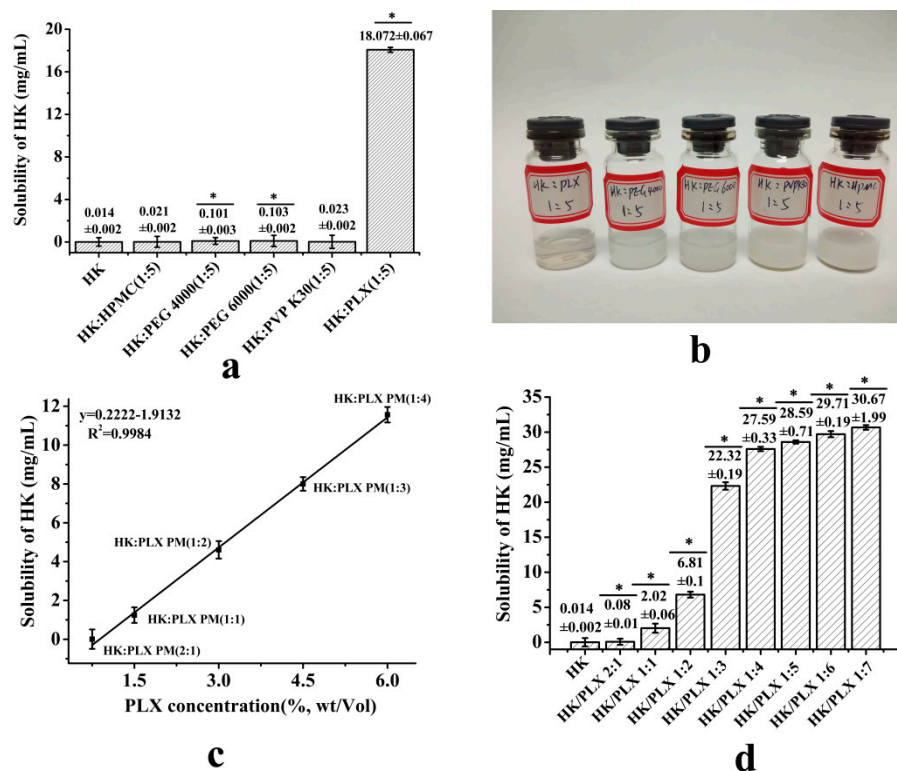 *
18.072±0.067
20
18
16
12
8
4
0
Solubility of HK (mg/mL)
0.014
±0.002
0.021
±0.002
*
0.101
±0.003
*
0.103
±0.002
0.023
±0.002
HK
HK:HPMC(1:5)
HK:PEG 4000(1:5)
HK:PEG 6000(1:5)
HK:PVP K30(1:5)
HK:PLX(1:5)
a
HK:PLX
1:5
HK:PEG 4000
1:5
HK:PEG 6000
1:5
HK:PVPK30
1:5
HK:HPMC
1:5
b
y=0.2222-1.9132
R²=0.9984
12
10
8
6
4
2
0
Solubility of HK (mg/mL)
HK:PLX PM(1:4)
HK:PLX PM(1:3)
HK:PLX PM(1:2)
HK:PLX PM(1:1)
HK:PLX PM(2:1)
1.5
3.0
4.5
6.0
PLX concentration(%, wt/Vol)
c
35
30
25
20
15
10
5
0
Solubility of HK (mg/mL)
0.014
±0.002
*
0.08
±0.01
*
2.02
±0.06
*
6.81
±0.1
*
22.32
±0.19
*
27.59
±0.33
*
28.59
±0.71
*
29.71
±0.19
*
30.67
±1.99
HK
HK/PLX 2:1
HK/PLX 1:1
HK/PLX 1:2
HK/PLX 1:3
HK/PLX 1:4
HK/PLX 1:5
HK/PLX 1:6
HK/PLX 1:7
d